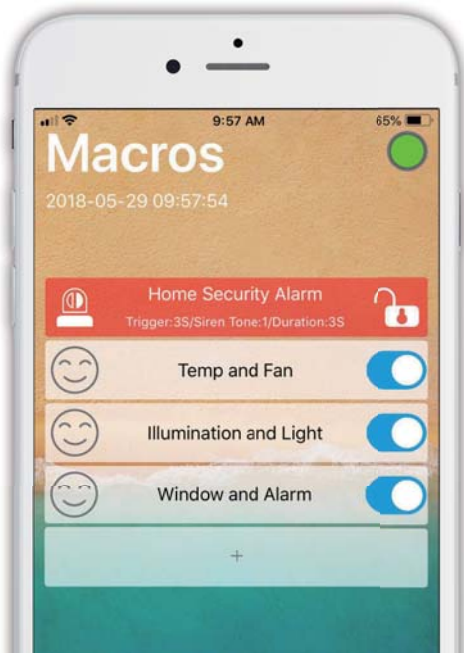 9:57 AM
65%
Macros
2018-05-29 09:57:54
Home Security Alarm
Trigger:3S/Siren Tone:1/Duration:3S
Temp and Fan
Illumination and Light
Window and Alarm
+